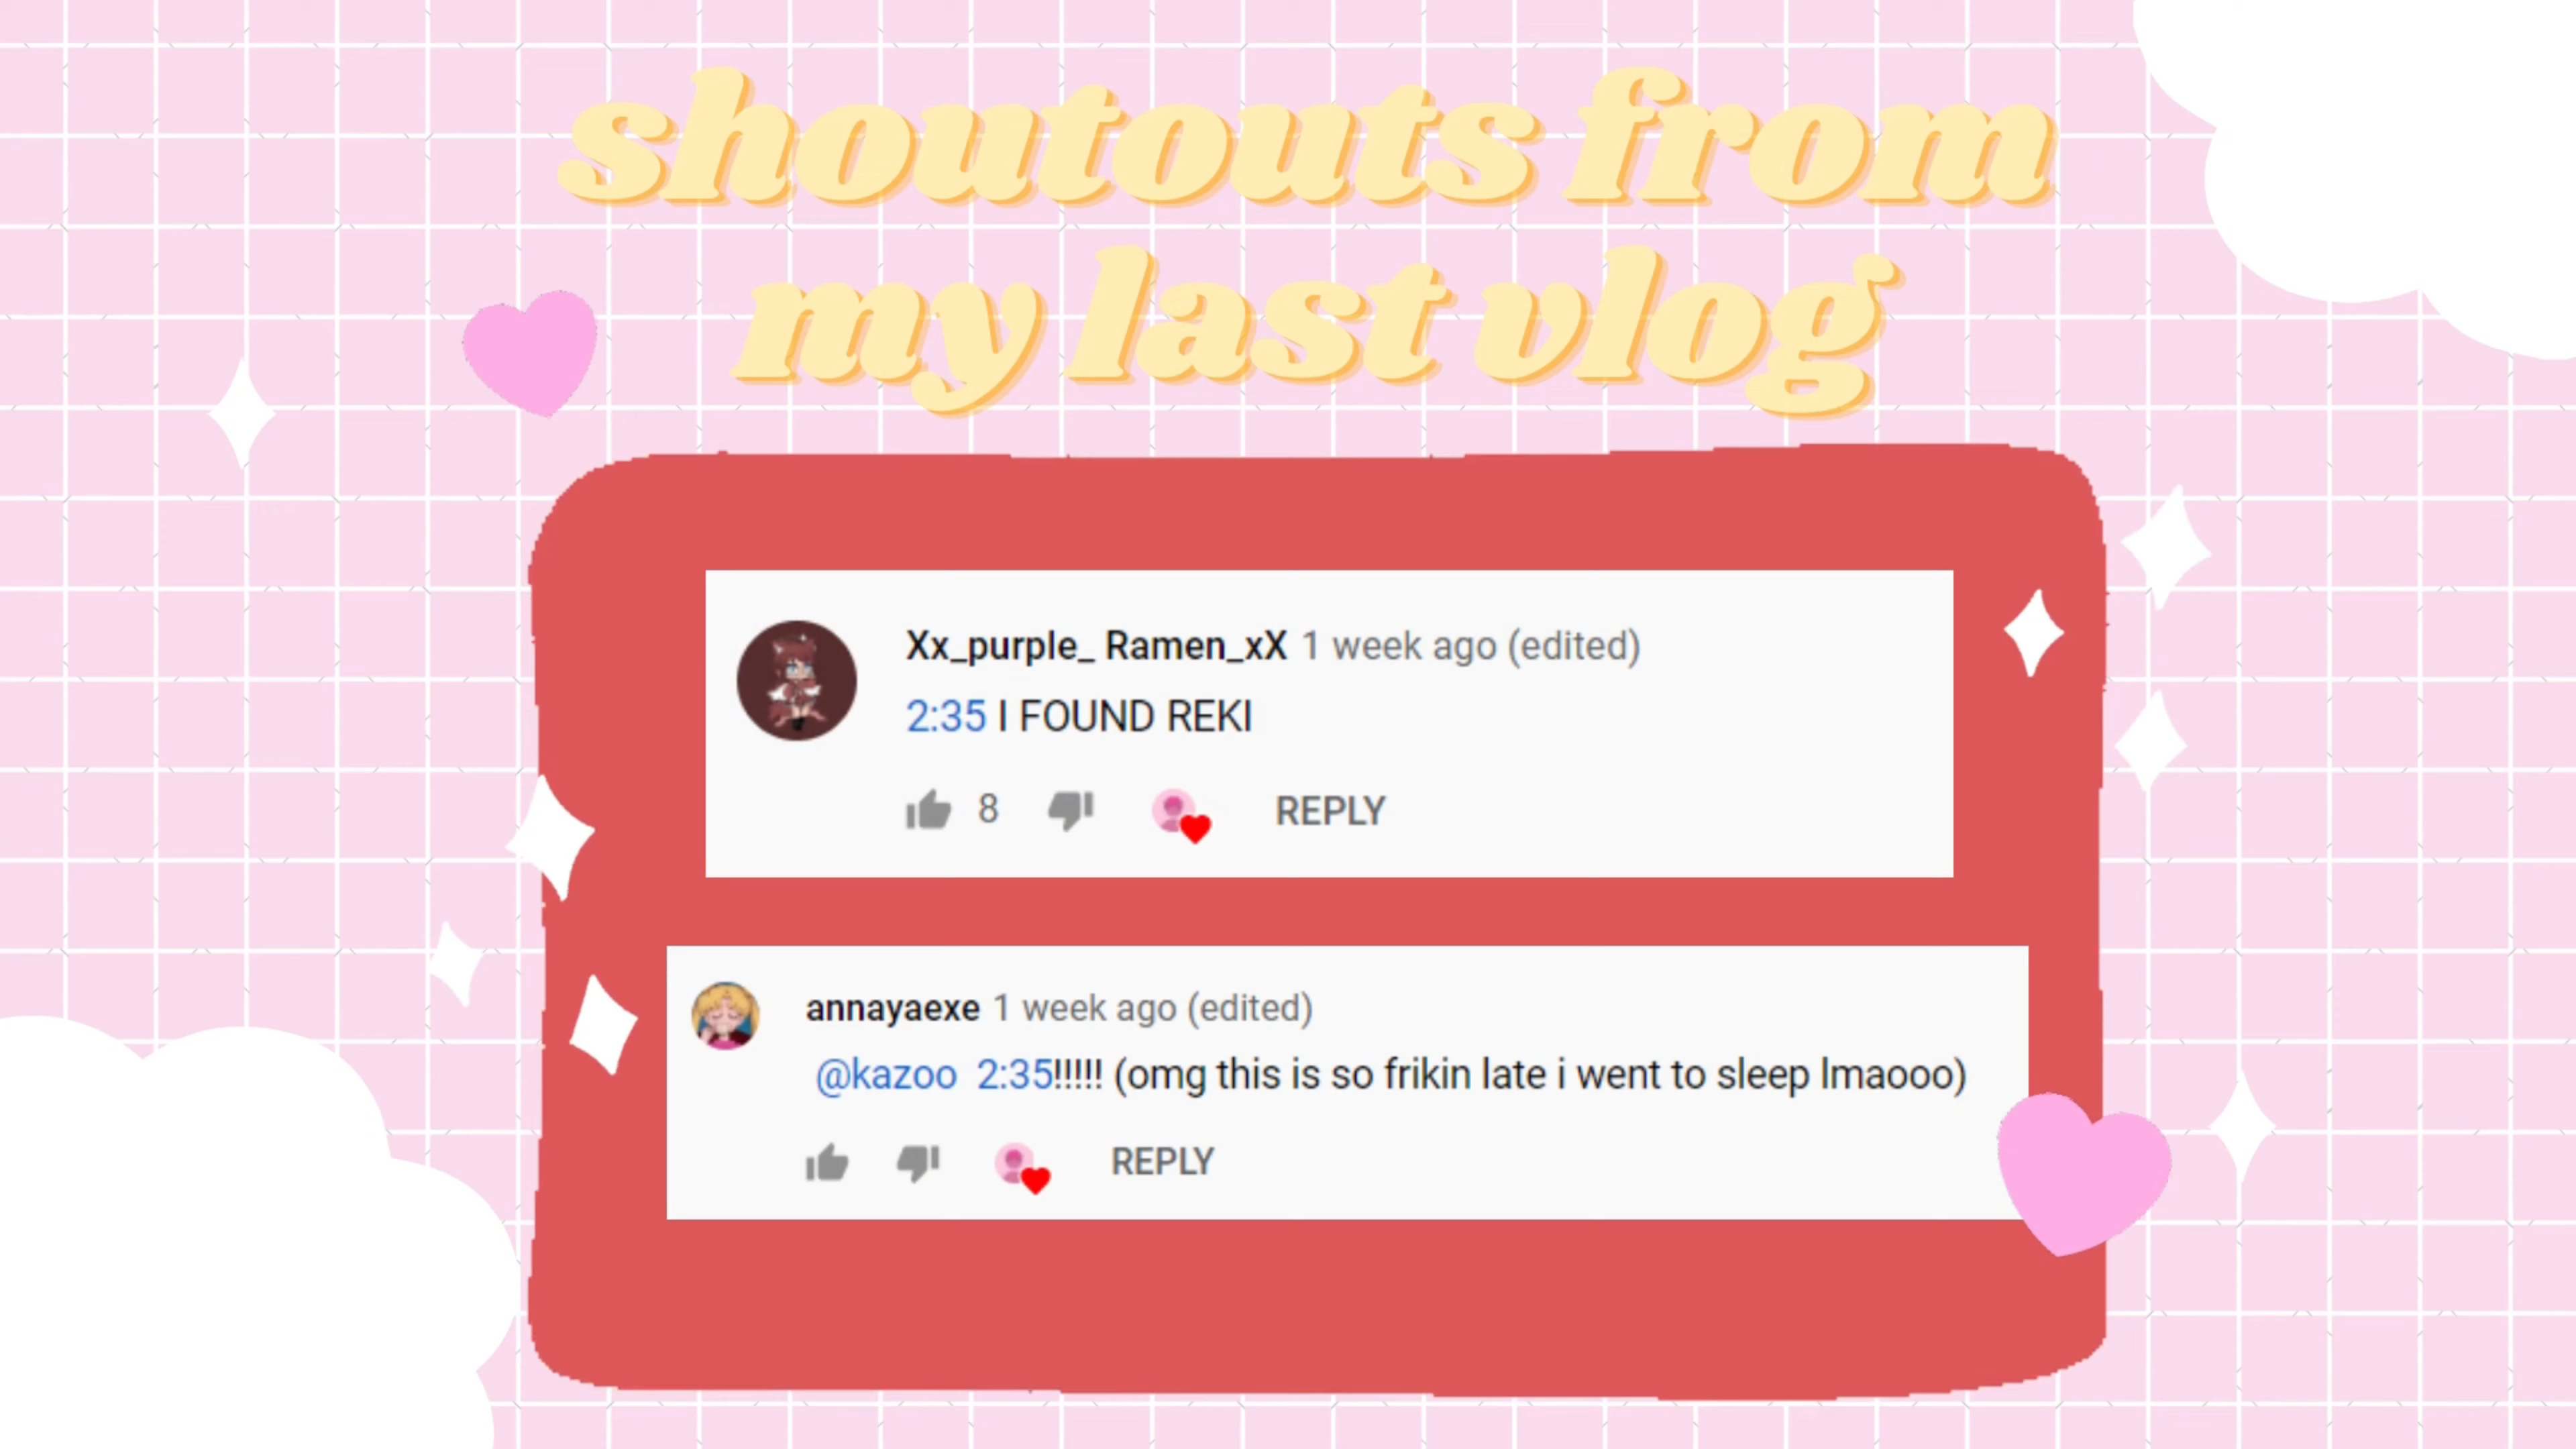 shoutouts from
my last vlog
Xx_purple_ Ramen_xX 1 week ago (edited)
2:35 I FOUND REKI
8 REPLY
annayaexe 1 week ago (edited)
@kazoo 2:35!!!!! (omg this is so frikin late i went to sleep lmaooo)
REPLY